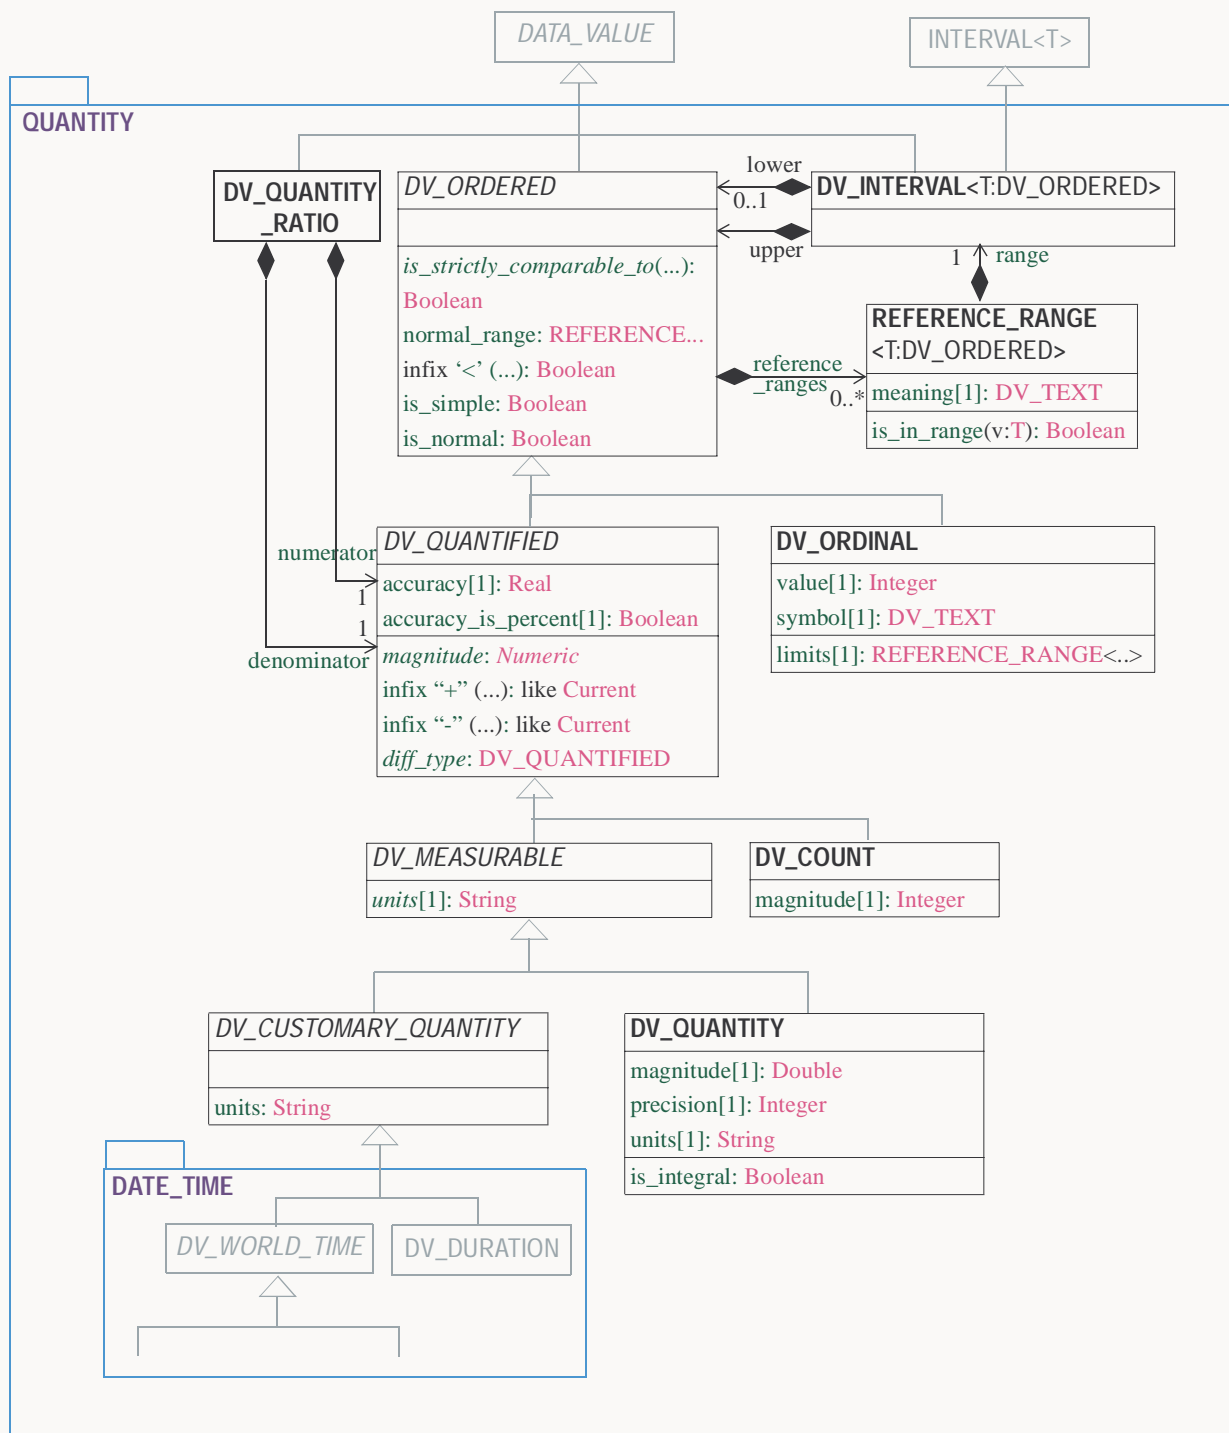 DATA_VALUE
INTERVAL<T>
QUANTITY
DV_QUANTITY
_RATIO
DV_ORDERED
is_strictly_comparable_to(...):
Boolean
normal_range: REFERENCE...
infix ‘<’ (...): Boolean
is_simple: Boolean
is_normal: Boolean
lower
0..1
upper
DV_INTERVAL<T:DV_ORDERED>
1
range
REFERENCE_RANGE
<T:DV_ORDERED>
meaning[1]: DV_TEXT
is_in_range(v:T): Boolean
reference
_ranges
0..*
numerator
1
1
denominator
DV_QUANTIFIED
accuracy[1]: Real
accuracy_is_percent[1]: Boolean
magnitude: Numeric
infix “+” (...): like Current
infix “-” (...): like Current
diff_type: DV_QUANTIFIED
DV_ORDINAL
value[1]: Integer
symbol[1]: DV_TEXT
limits[1]: REFERENCE_RANGE<..>
DV_MEASURABLE
units[1]: String
DV_COUNT
magnitude[1]: Integer
DV_CUSTOMARY_QUANTITY
units: String
DV_QUANTITY
magnitude[1]: Double
precision[1]: Integer
units[1]: String
is_integral: Boolean
DATE_TIME
DV_WORLD_TIME
DV_DURATION